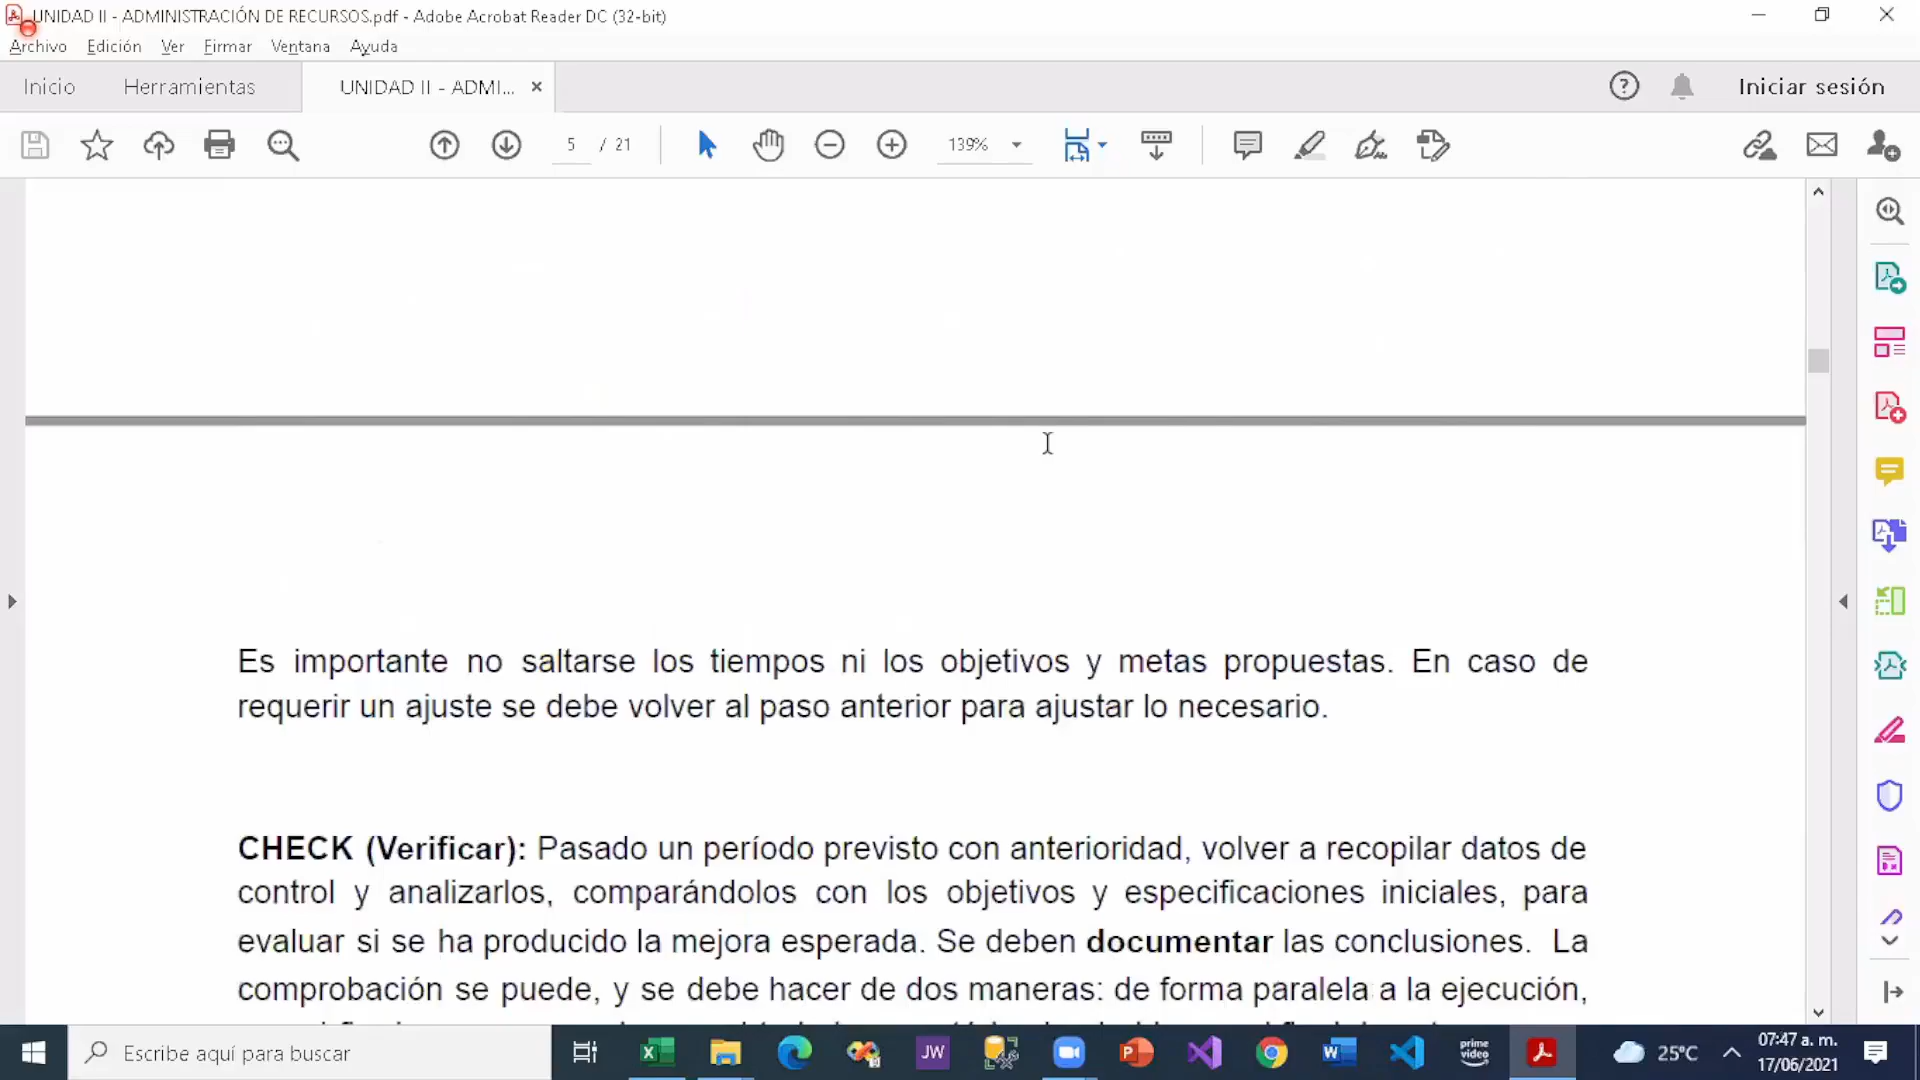 UNIDAD II - ADMINISTRACIÓN DE RECURSOS.pdf - Adobe Acrobat Reader DC (32-bit)
Archivo Edición Ver Firmar Ventana Ayuda
Inicio Herramientas UNIDAD II - ADMI... × Iniciar sesión
5 / 21 139%
Es importante no saltarse los tiempos ni los objetivos y metas propuestas. En caso de
requerir un ajuste se debe volver al paso anterior para ajustar lo necesario.
CHECK (Verificar): Pasado un período previsto con anterioridad, volver a recopilar datos de
control y analizarlos, comparándolos con los objetivos y especificaciones iniciales, para
evaluar si se ha producido la mejora esperada. Se deben documentar las conclusiones. La
comprobación se puede, y se debe hacer de dos maneras: de forma paralela a la ejecución,
Escribe aquí para buscar JW prime video 25°C 07:47 a. m.
17/06/2021